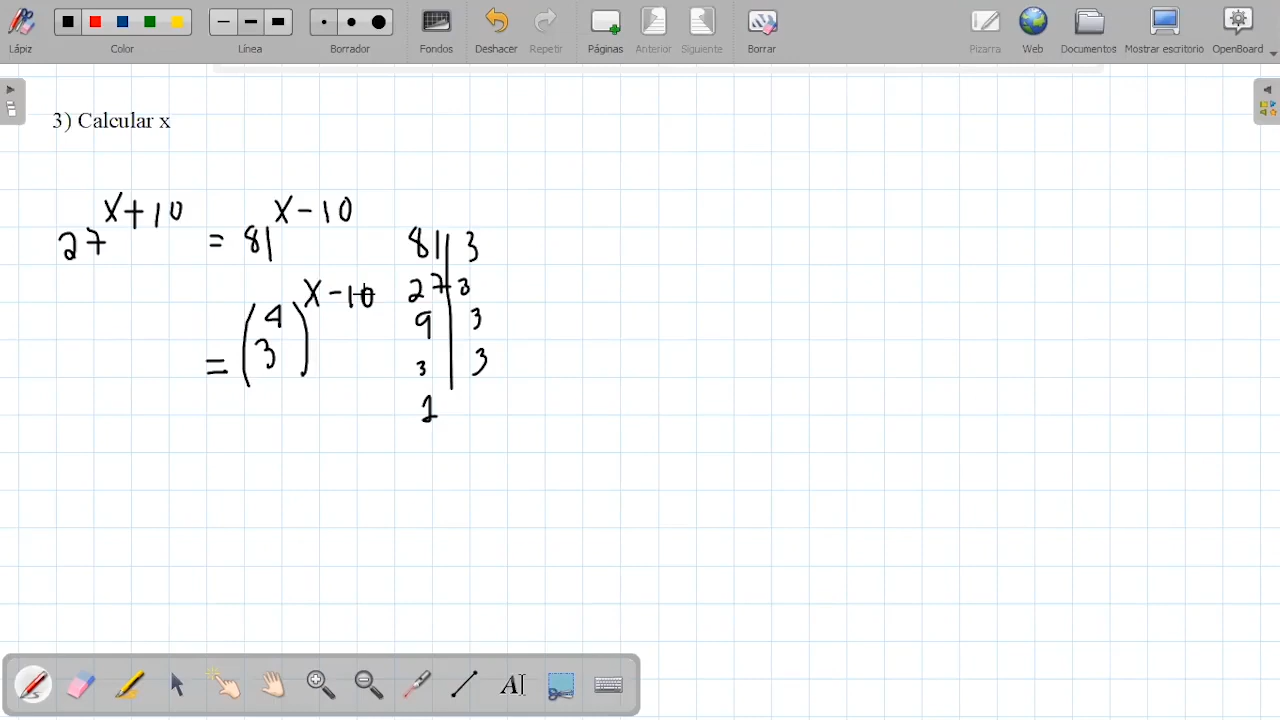 Lápiz Color Línea Borrador Fondos Deshacer Repetir Páginas Anterior Siguiente Borrar Pizarra Web Documentos Mostrar escritorio OpenBoard
3) Calcular x
27^{x+10} = 81^{x-10}
= (3^4)^{x-10}
81 | 3
27 | 3
9 | 3
3 | 3
1
AI